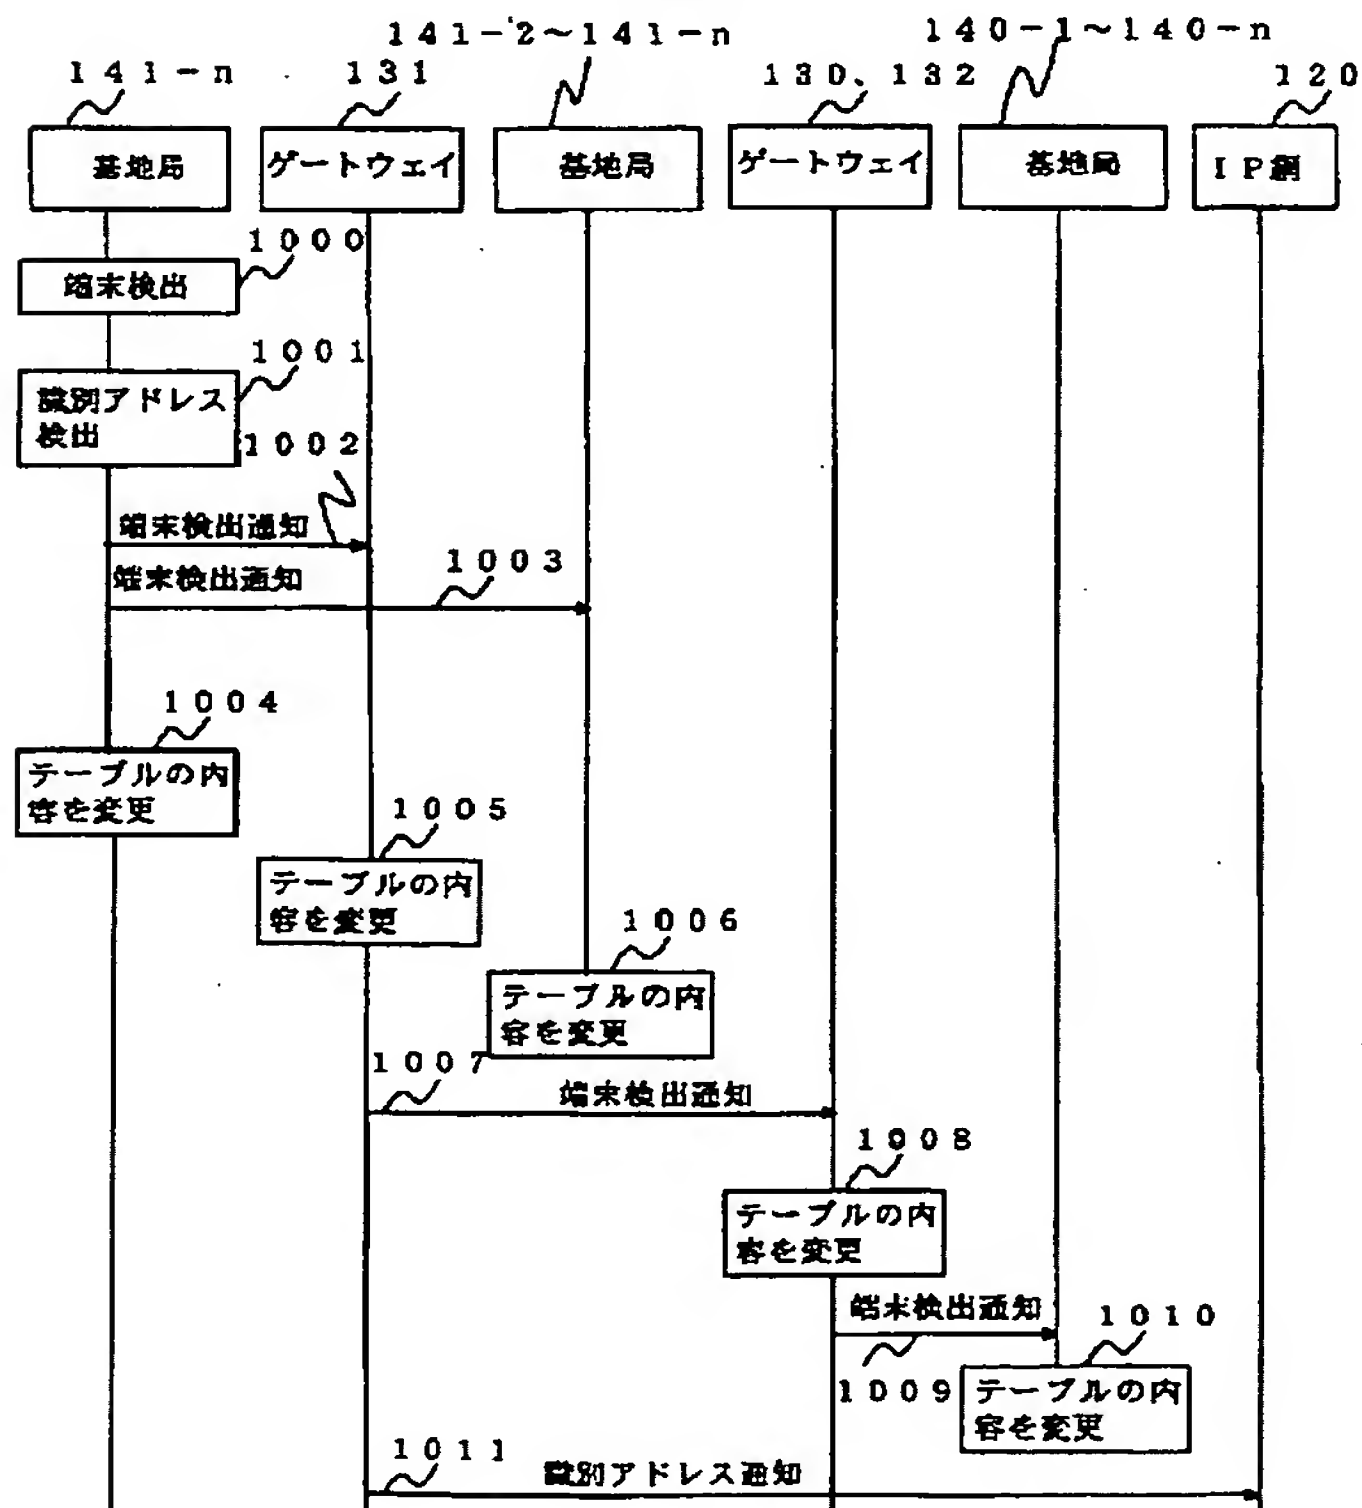 141-2～141-n
140-1～140-n
141-n
131
130、132
120
基地局
ゲートウェイ
基地局
ゲートウェイ
基地局
IP網
1000
端末検出
1001
識別アドレス
検出
1002
端末検出通知
1003
端末検出通知
1004
テーブルの内
容を変更
1005
テーブルの内
容を変更
1006
テーブルの内
容を変更
1007
端末検出通知
1008
テーブルの内
容を変更
端末検出通知
1010
1009
テーブルの内
容を変更
1011
識別アドレス通知